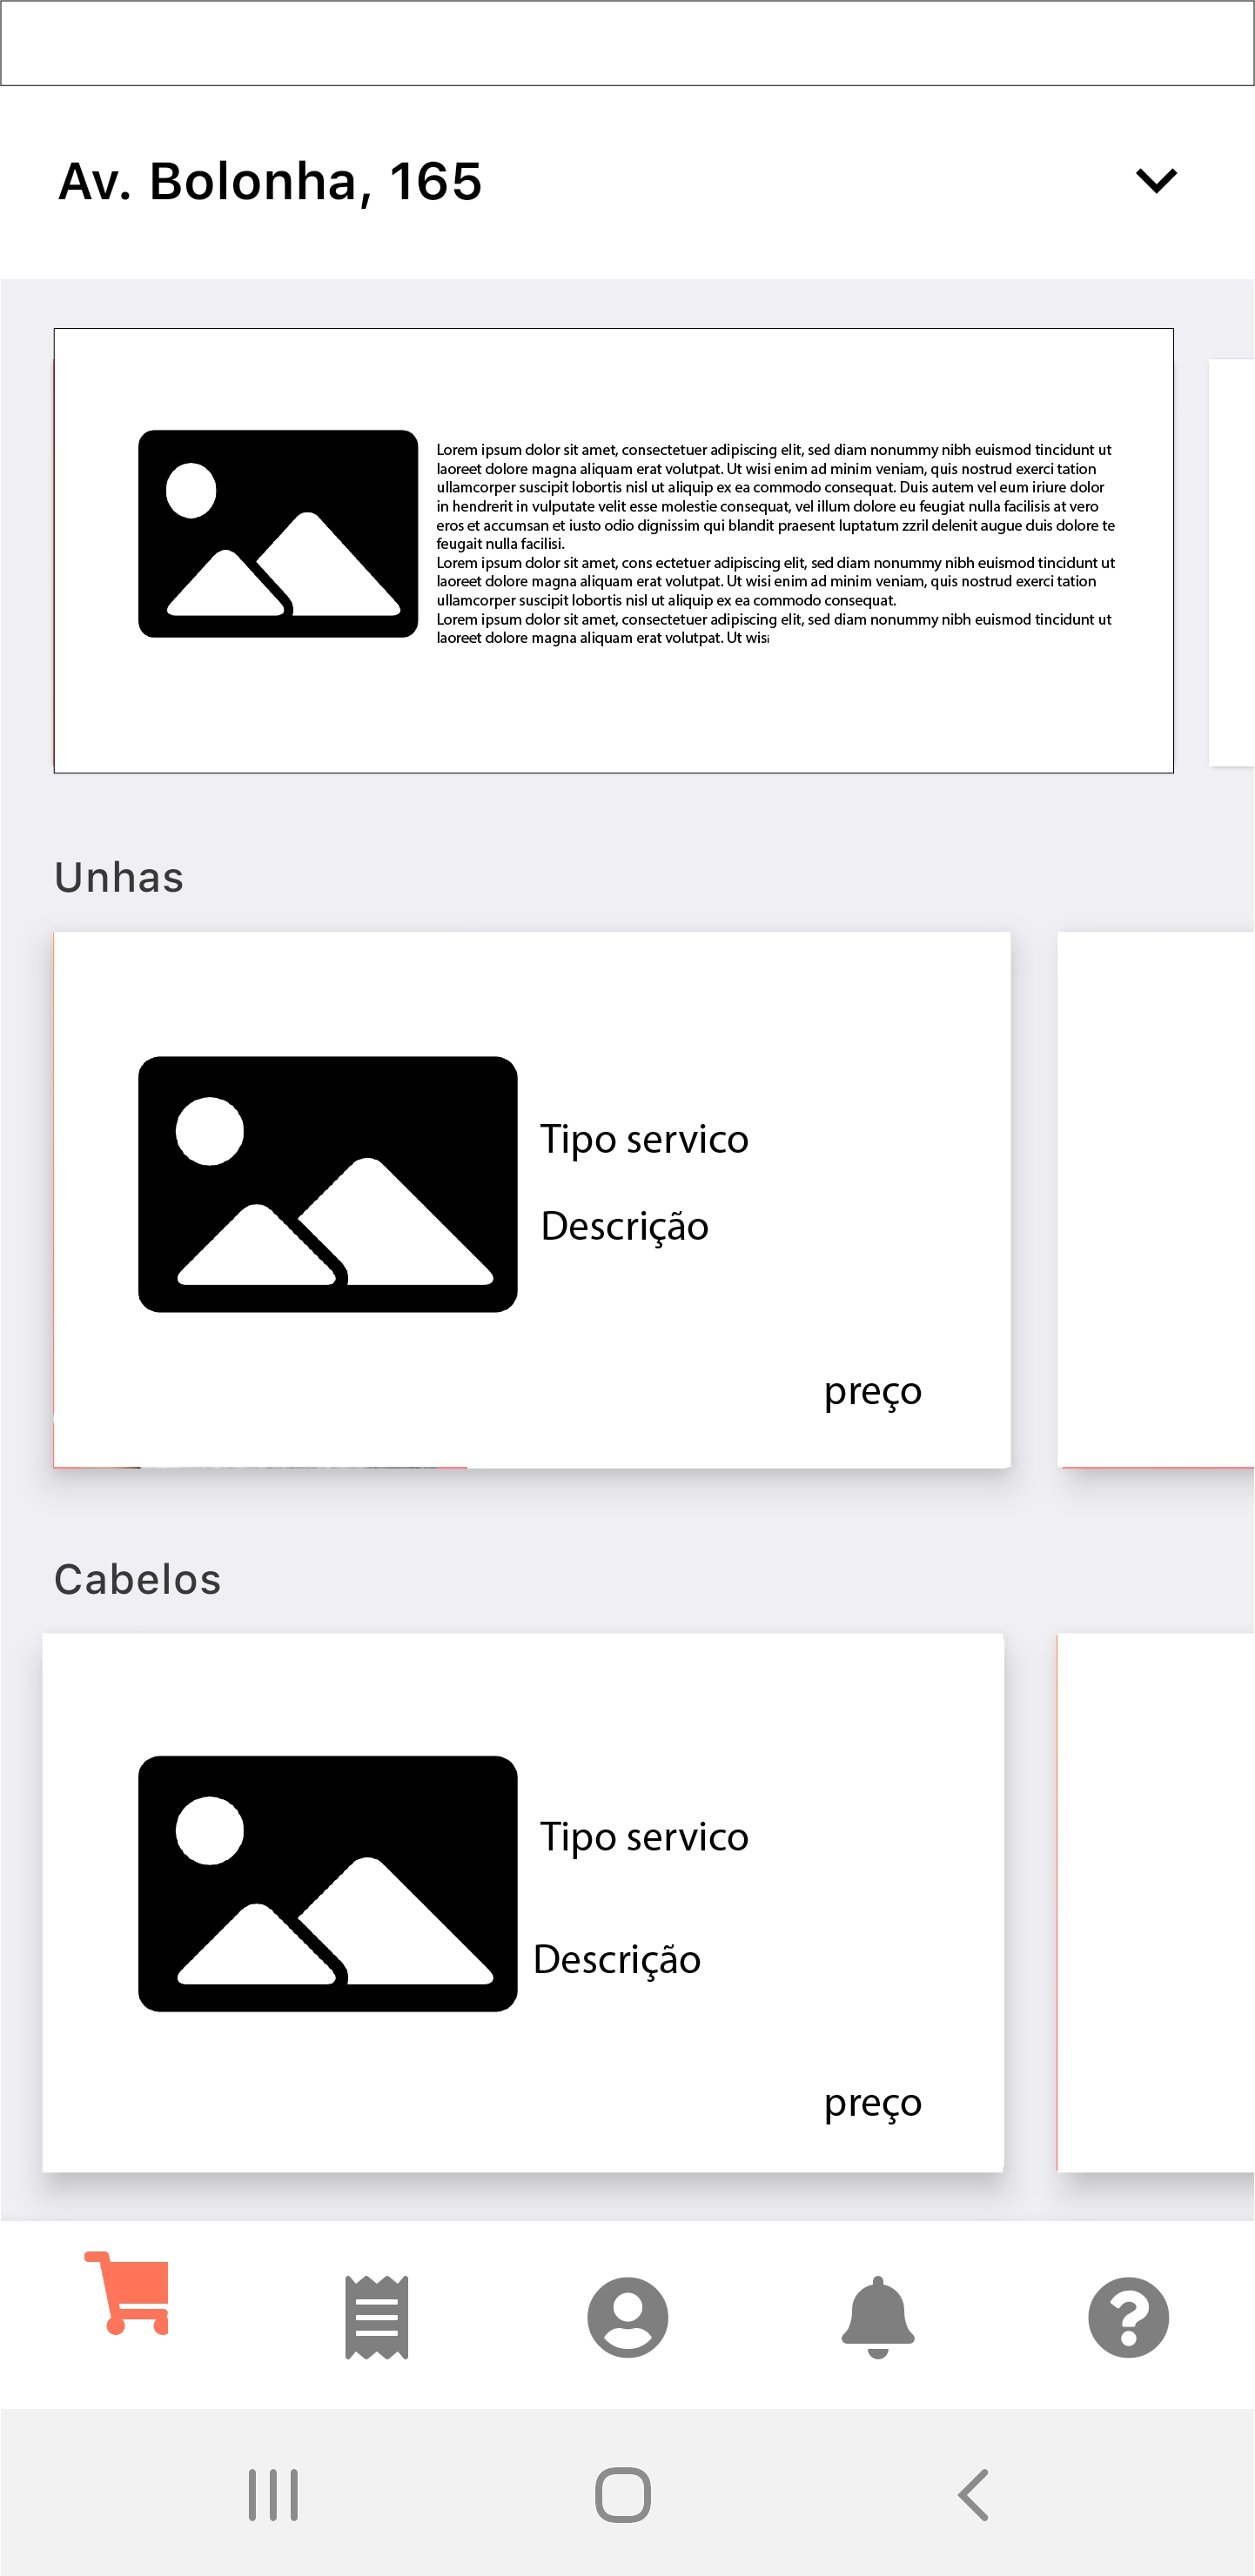 Av. Bolonha, 165
Lorem ipsum dolor sit amet, consectetuer adipiscing elit, sed diam nonummy nibh euismod tincidunt ut
laoreet dolore magna aliquam erat volutpat. Ut wisi enim ad minim veniam, quis nostrud exerci tation
ullamcorper suscipit lobortis nisl ut aliquip ex ea commodo consequat. Duis autem vel eum iriure dolor
in hendrerit in vulputate velit esse molestie consequat, vel illum dolore eu feugiat nulla facilisis at vero
eros et accumsan et iusto odio dignissim qui blandit praesent luptatum zzril delenit augue duis dolore te
feugait nulla facilisi.
Lorem ipsum dolor sit amet, cons ectetuer adipiscing elit, sed diam nonummy nibh euismod tincidunt ut
laoreet dolore magna aliquam erat volutpat. Ut wisi enim ad minim veniam, quis nostrud exerci tation
ullamcorper suscipit lobortis nisl ut aliquip ex ea commodo consequat.
Lorem ipsum dolor sit amet, consectetuer adipiscing elit, sed diam nonummy nibh euismod tincidunt ut
laoreet dolore magna aliquam erat volutpat. Ut wisi
Unhas
Tipo servico
Descrição
preço
Cabelos
Tipo servico
Descrição
preço